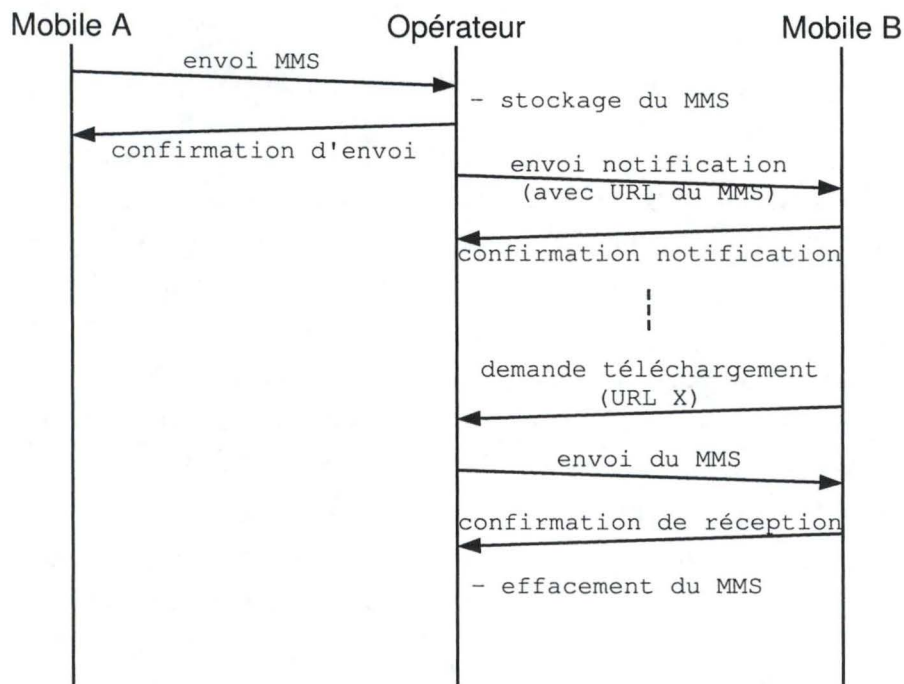 Mobile A
Opérateur
Mobile B
envoi MMS
- stockage du MMS
confirmation d'envoi
envoi notification
(avec URL du MMS)
confirmation notification
demande téléchargement
(URL X)
envoi du MMS
confirmation de réception
- effacement du MMS